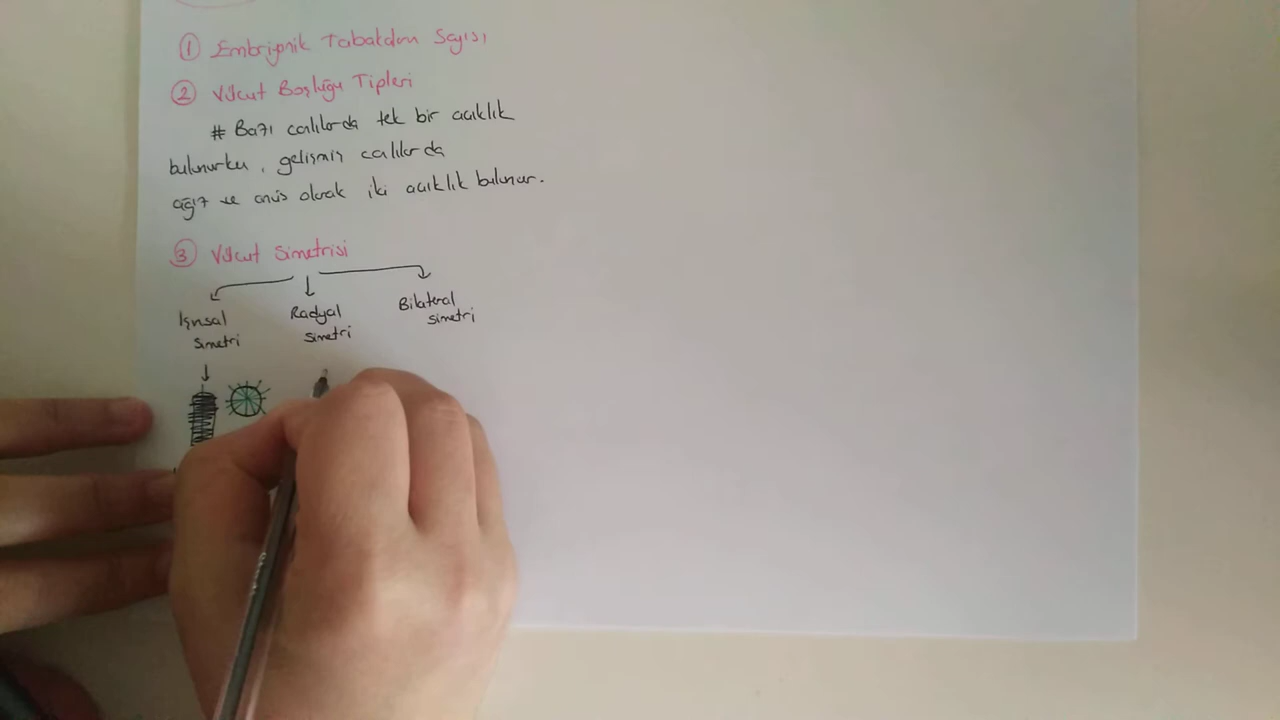 ① Embriyonik Tabakdan Sayısı
② Vücut Boşluğu Tipleri
# Bazı canlılarda tek bir açıklık
bulunurken, gelişmiş canlılarda
ağız ve anüs olarak iki açıklık bulunur.
③ Vücut Simetrisi
Işınsal simetri
Radyal simetri
Bilateral simetri